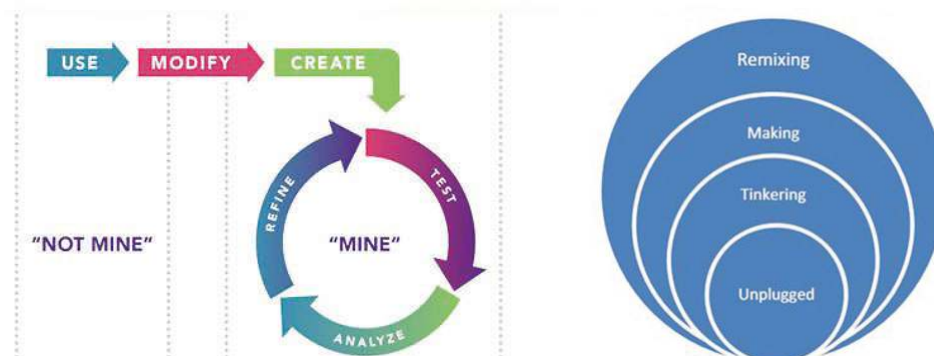 USE
MODIFY
CREATE
TEST
ANALYZE
REFINE
"NOT MINE"
"MINE"
Remixing
Making
Tinkering
Unplugged